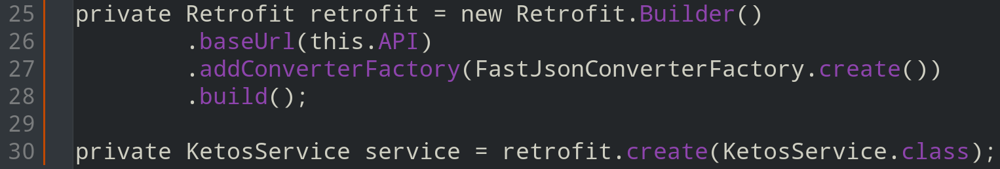 25 private Retrofit retrofit = new Retrofit.Builder()
26         .baseUrl(this.API)
27         .addConverterFactory(FastJsonConverterFactory.create())
28         .build();
29
30 private KetosService service = retrofit.create(KetosService.class);